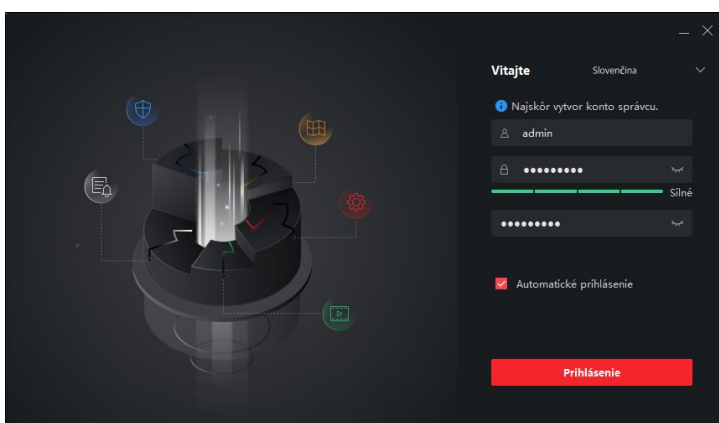 Vitajte
Slovenčina
Najskôr vytvor konto správcu.
admin
●●●●●●●●●
Silné
●●●●●●●●●
Automatické prihlásenie
Prihlásenie